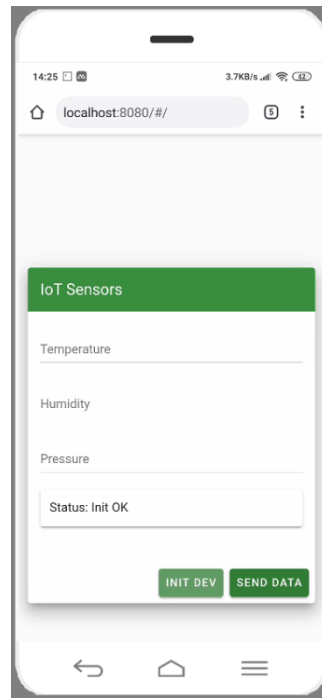 14:25
3.7KB/s
42
localhost:8080/#/
5
IoT Sensors
Temperature
Humidity
Pressure
Status: Init OK
INIT DEV
SEND DATA